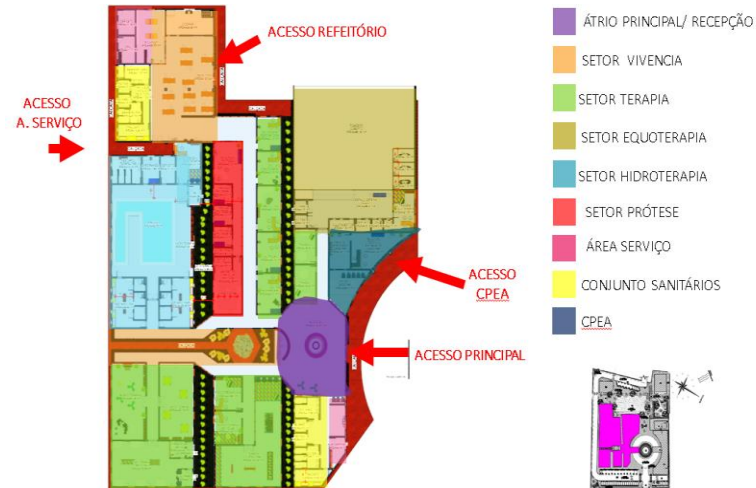 ACESSO REFEITÓRIO
ACESSO
A. SERVIÇO
ACESSO
CPEA
ACESSO PRINCIPAL
ÁTRIO PRINCIPAL/ RECEPÇÃO
SETOR VIVENCIA
SETOR TERAPIA
SETOR EQUOTERAPIA
SETOR HIDROTERAPIA
SETOR PRÓTESE
ÁREA SERVIÇO
CONJUNTO SANITÁRIOS
CPEA